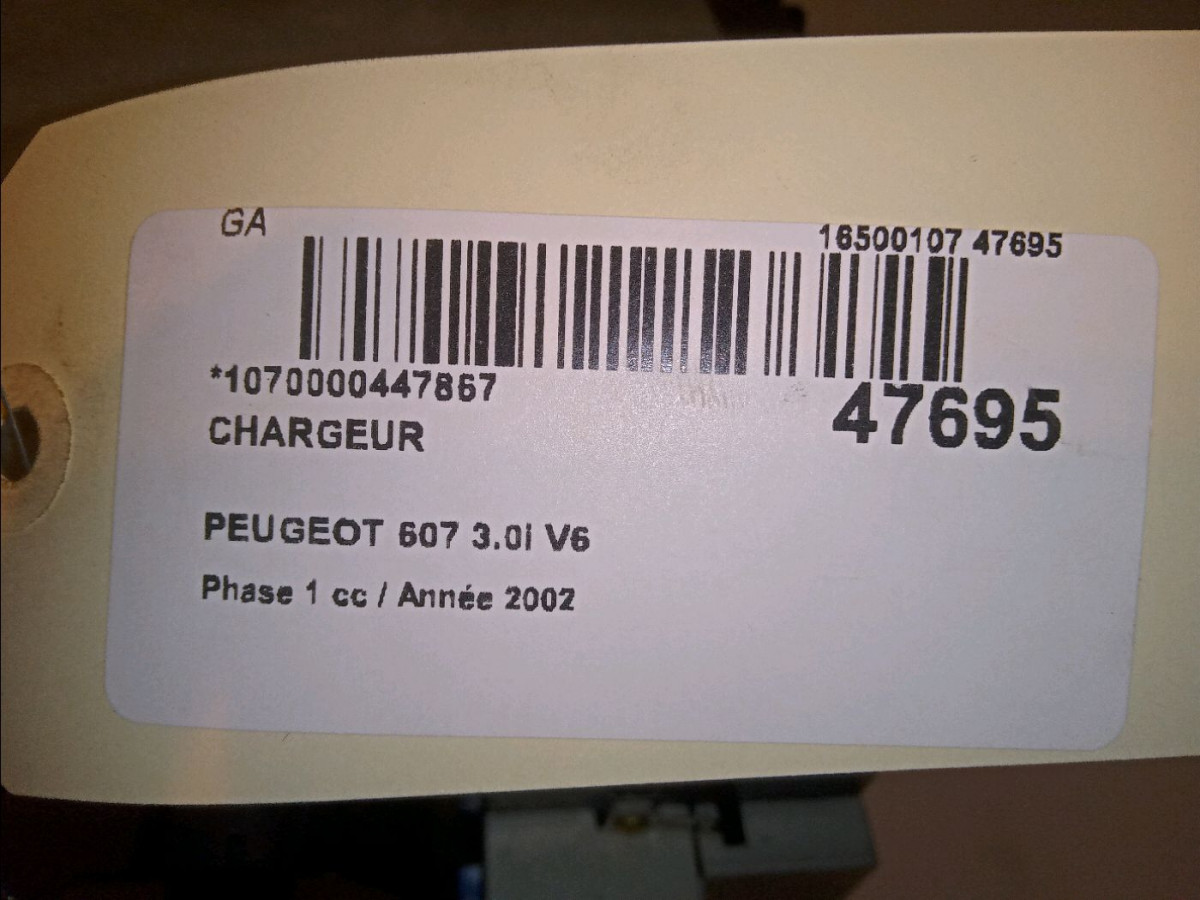 GA
16500107 47695
*1070000447867
47695
CHARGEUR
PEUGEOT 607 3.0i V6
Phase 1 cc / Année 2002